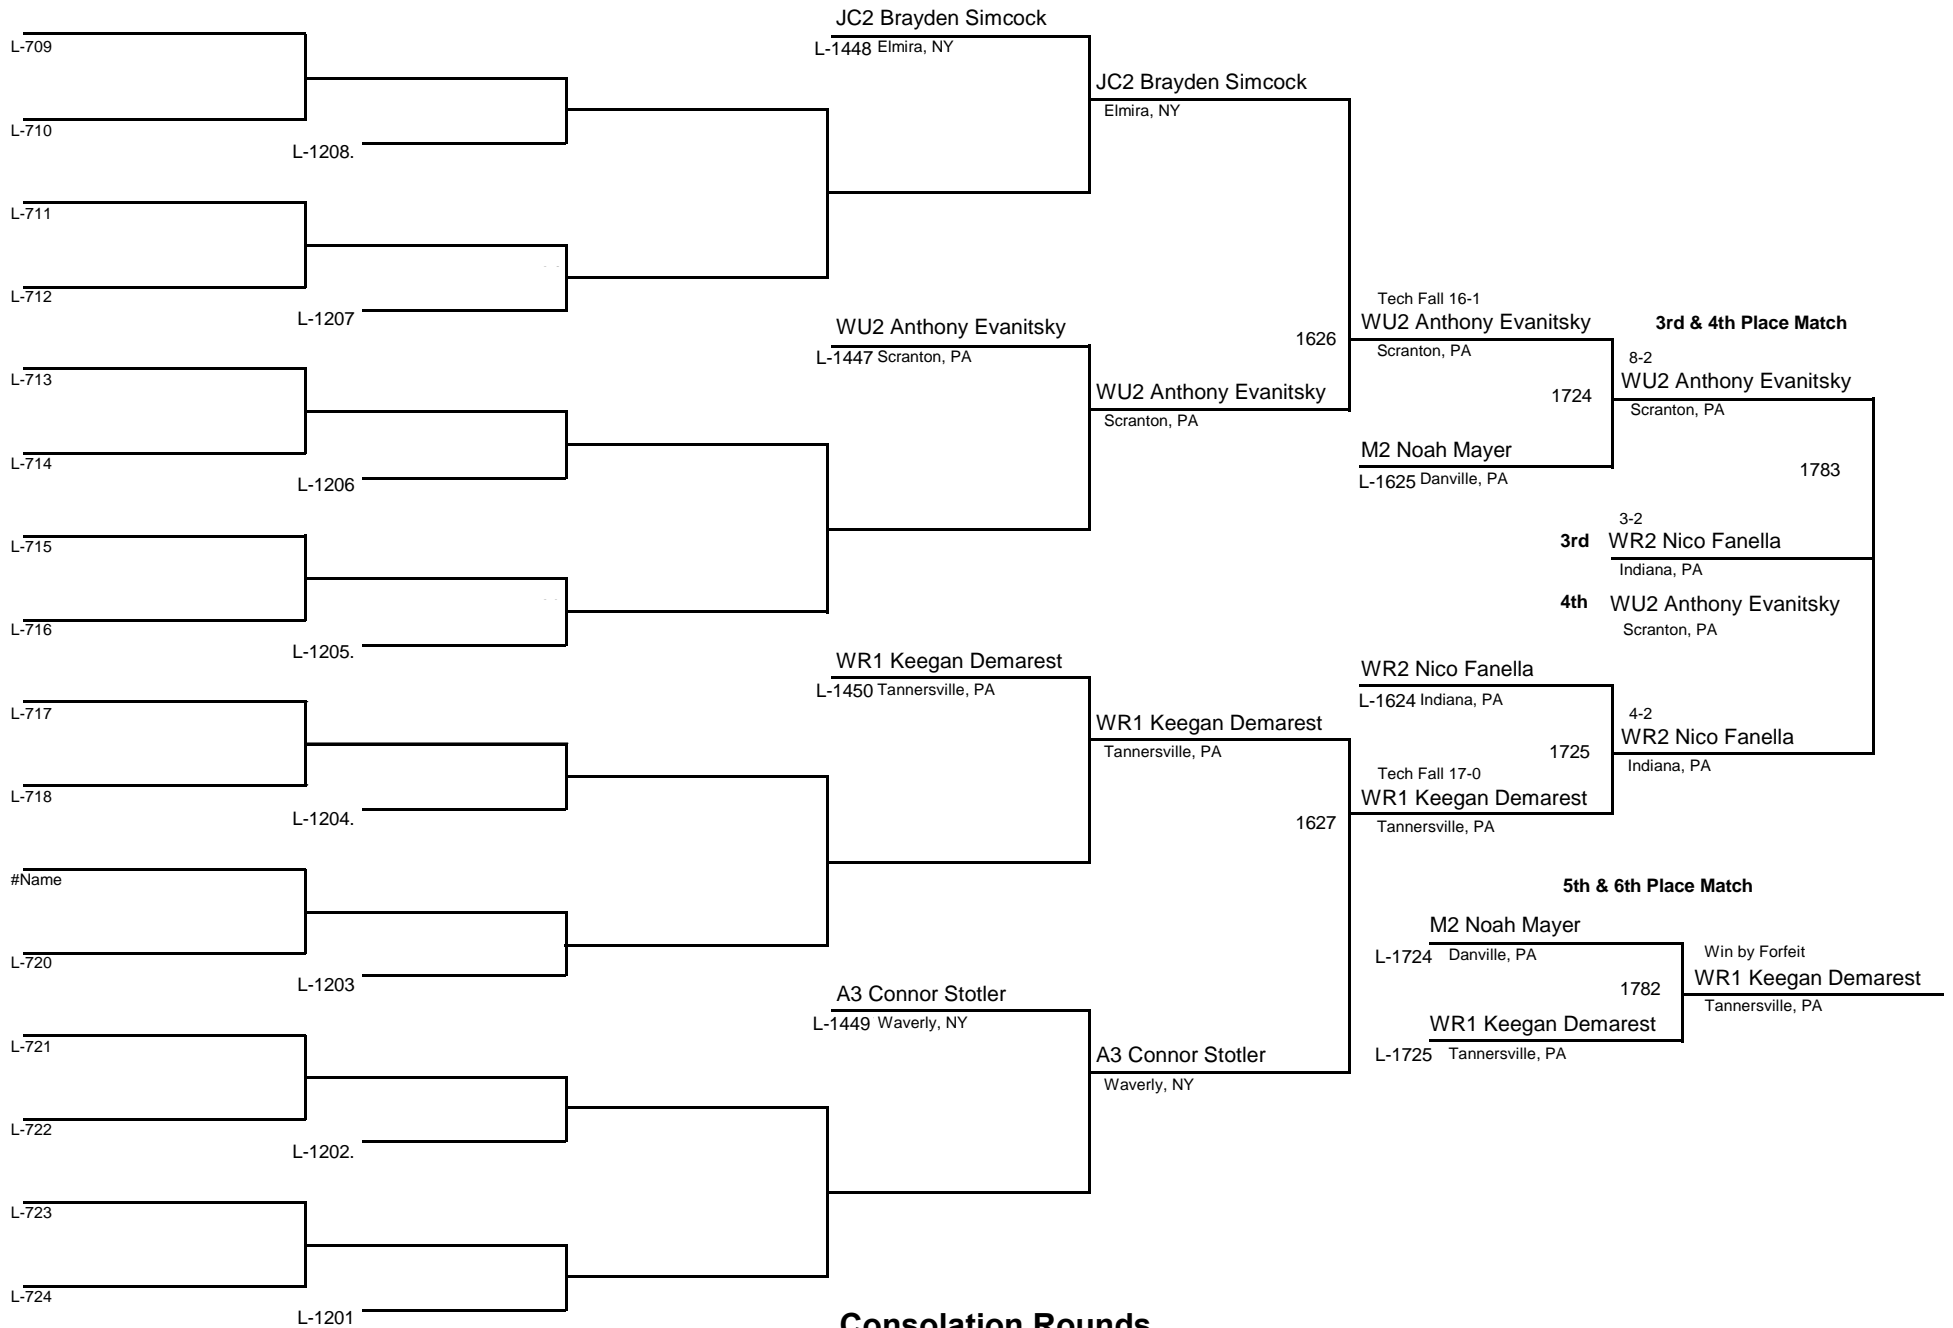 JC2 Brayden Simcock
L-709
L-1448 Elmira, NY
JC2 Brayden Simcock
Elmira, NY
L-710
L-1208.
L-711
L-712
L-1207
Tech Fall 16-1
WU2 Anthony Evanitsky
WU2 Anthony Evanitsky
3rd & 4th Place Match
1626
L-1447 Scranton, PA
Scranton, PA
8-2
L-713
WU2 Anthony Evanitsky
WU2 Anthony Evanitsky
1724
Scranton, PA
Scranton, PA
M2 Noah Mayer
L-714
1783
L-1206
L-1625 Danville, PA
3-2
L-715
3rd WR2 Nico Fanella
Indiana, PA
4th WU2 Anthony Evanitsky
L-716
Scranton, PA
L-1205.
WR1 Keegan Demarest
WR2 Nico Fanella
L-1450 Tannersville, PA
L-1624 Indiana, PA
L-717
4-2
WR1 Keegan Demarest
WR2 Nico Fanella
Tannersville, PA
1725
Indiana, PA
Tech Fall 17-0
L-718
WR1 Keegan Demarest
L-1204.
1627
Tannersville, PA
#Name
5th & 6th Place Match
M2 Noah Mayer
L-720
L-1724 Danville, PA
Win by Forfeit
WR1 Keegan Demarest
L-1203
1782
A3 Connor Stotler
Tannersville, PA
L-1449 Waverly, NY
WR1 Keegan Demarest
L-721
A3 Connor Stotler
L-1725 Tannersville, PA
Waverly, NY
L-722
L-1202.
L-723
L-724
L-1201
Consolation Rounds